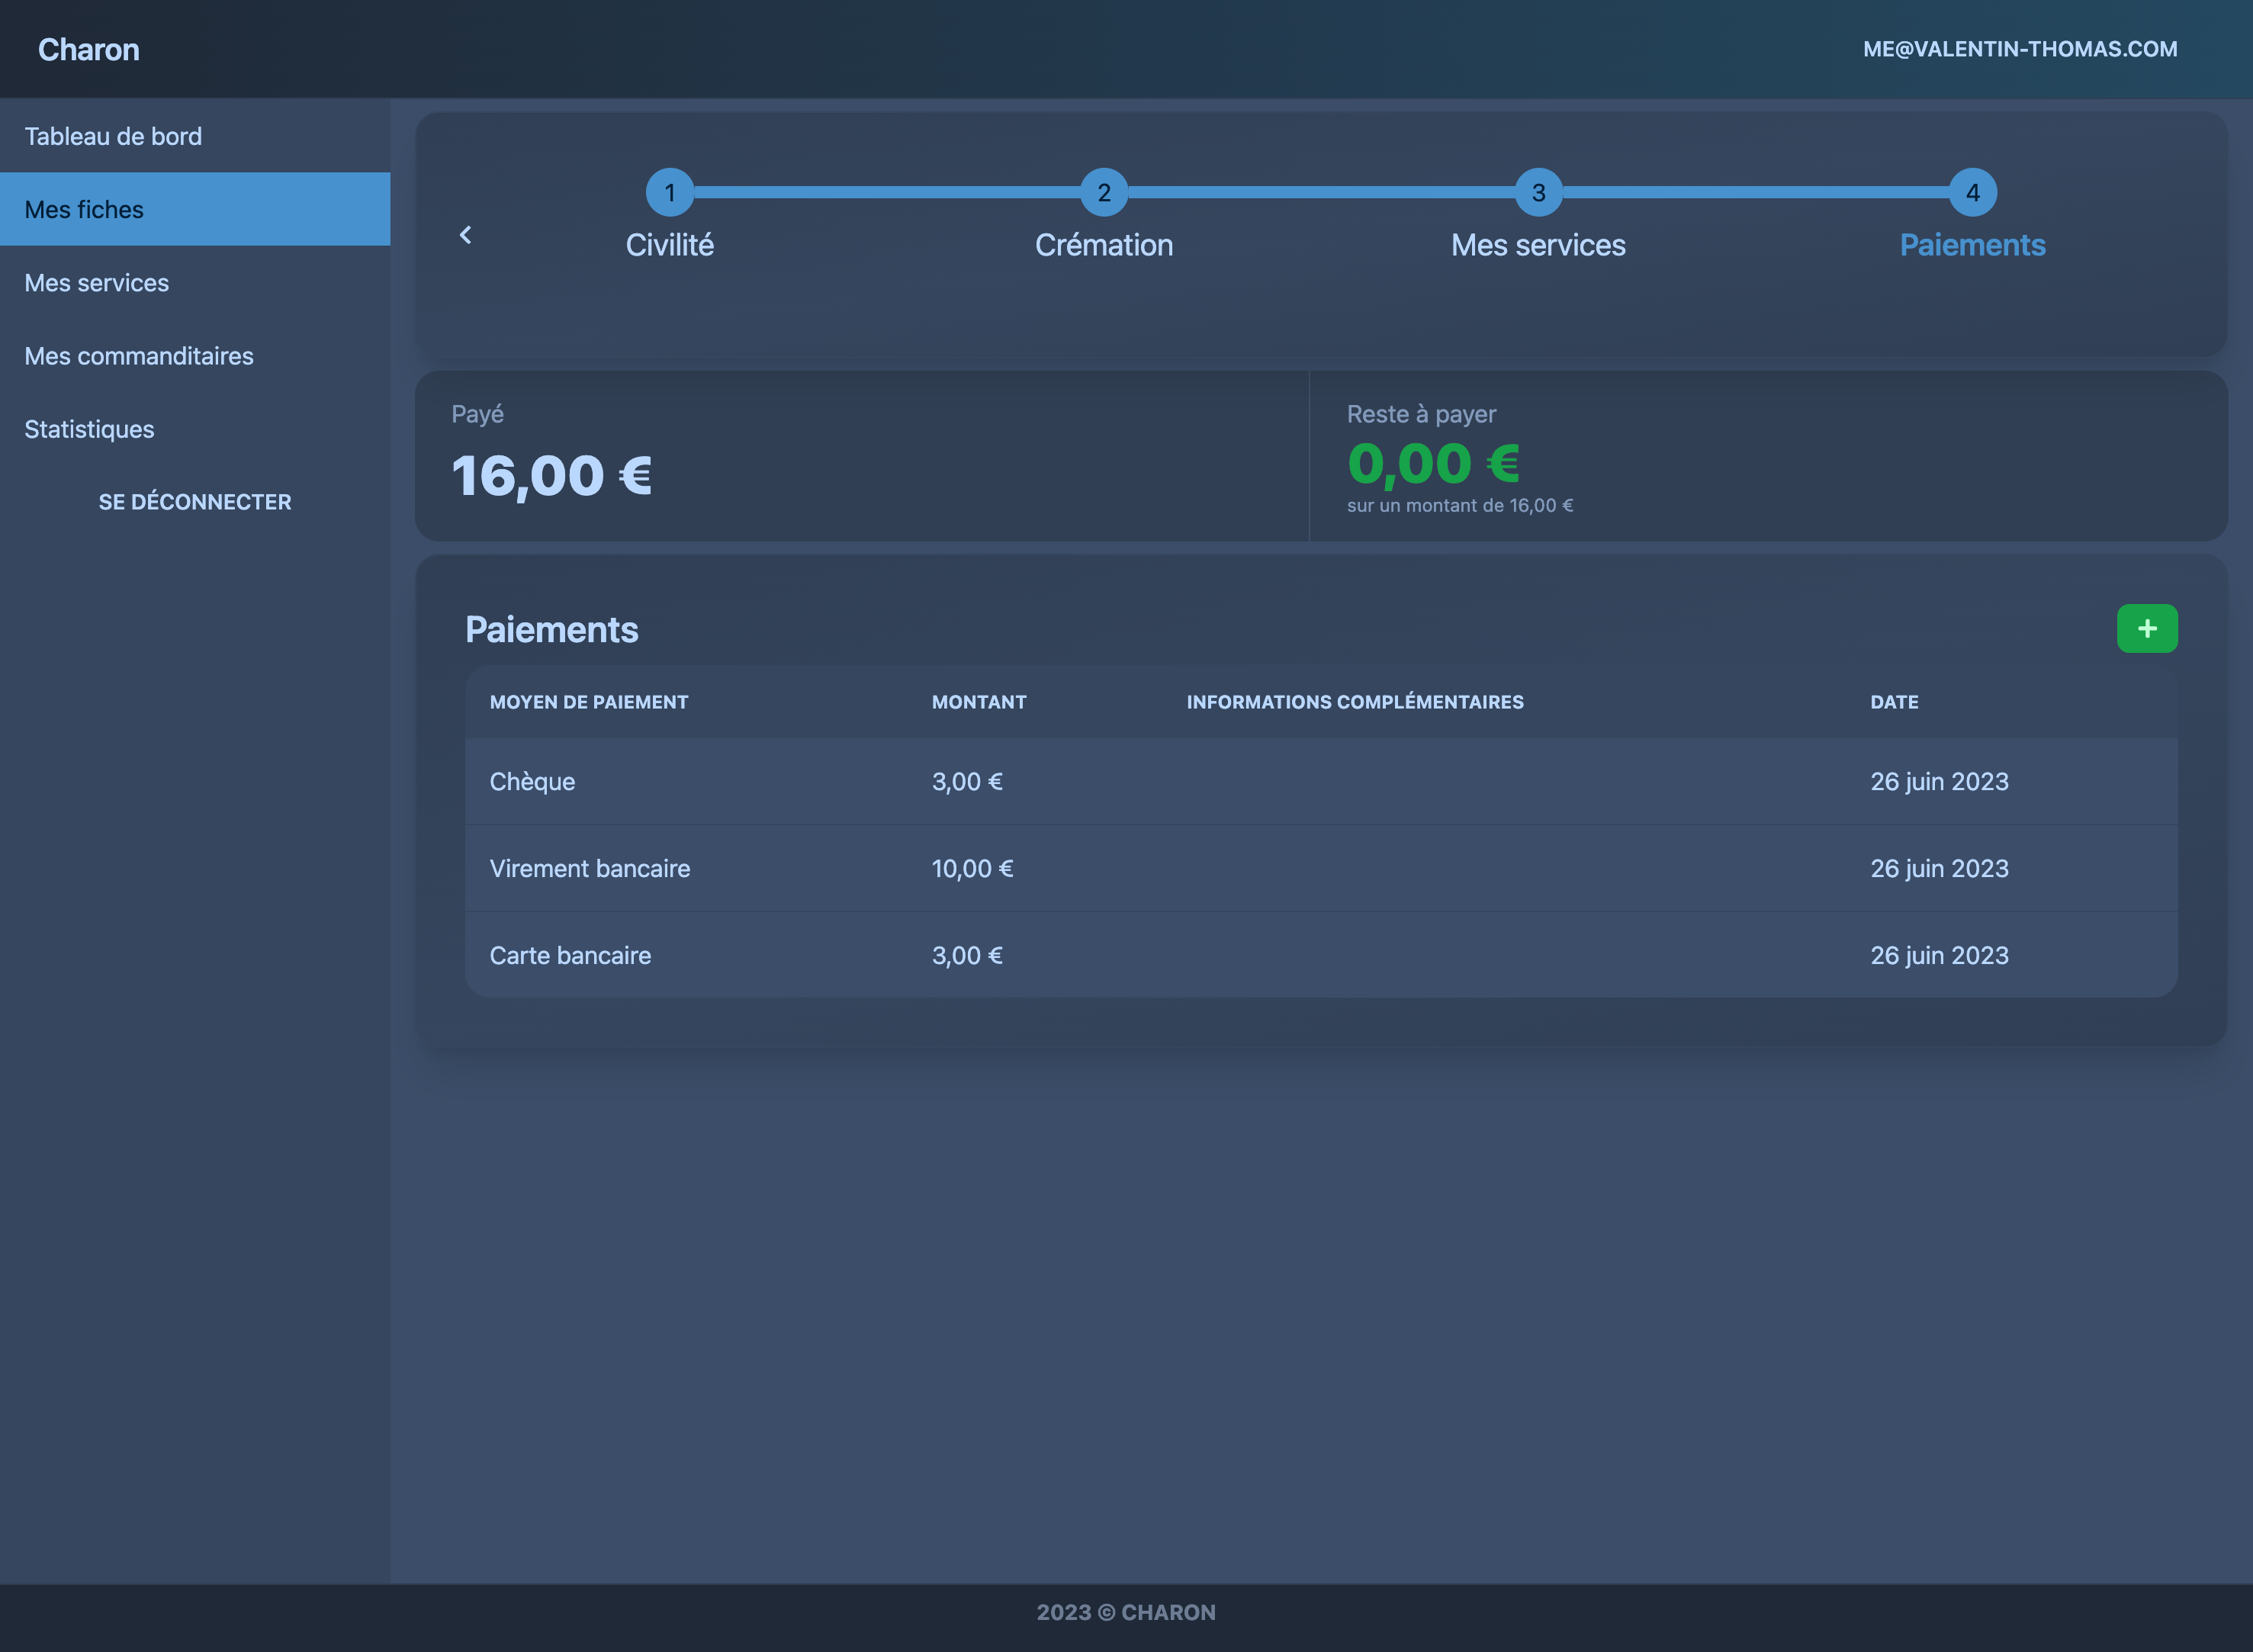 Charon
ME@VALENTIN-THOMAS.COM
Tableau de bord
Mes fiches
Mes services
Mes commanditaires
Statistiques
SE DÉCONNECTER
1 2 3 4
Civilité Crémation Mes services Paiements
Payé
16,00 €
Reste à payer
0,00 €
sur un montant de 16,00 €
Paiements
+
MOYEN DE PAIEMENT MONTANT INFORMATIONS COMPLÉMENTAIRES DATE
Chèque 3,00 € 26 juin 2023
Virement bancaire 10,00 € 26 juin 2023
Carte bancaire 3,00 € 26 juin 2023
2023 © CHARON